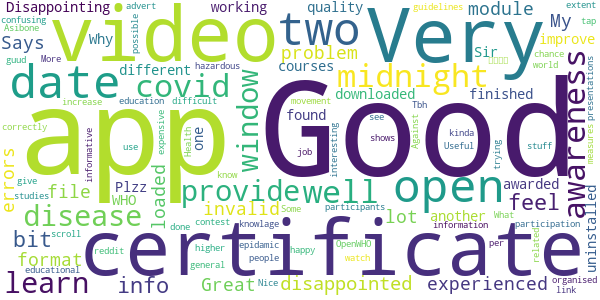 Disappointing advert extent
confusing possible working quality module guidelines
Asibone video two Very My tap
Says Why problem Sir improve
guud different courses chance
More hazardous midnight world
date covid window downloaded finished
increase education difficult found movement Against presentations
app Good awareness
correctly expensive one Tbh see kinda measures
informative use interesting shows Useful stuff
errors Health job trying
file Plzz provide well open
know feel
disease WHO loaded invalid lot awarded What
studies give Some another uninstalled
bit done contest participants information participation
format scroll reddit higher knowlage certificate per related
epidemic happy OpenWHO
learn info general people watch experienced organised
educational Great Nice disappointed link